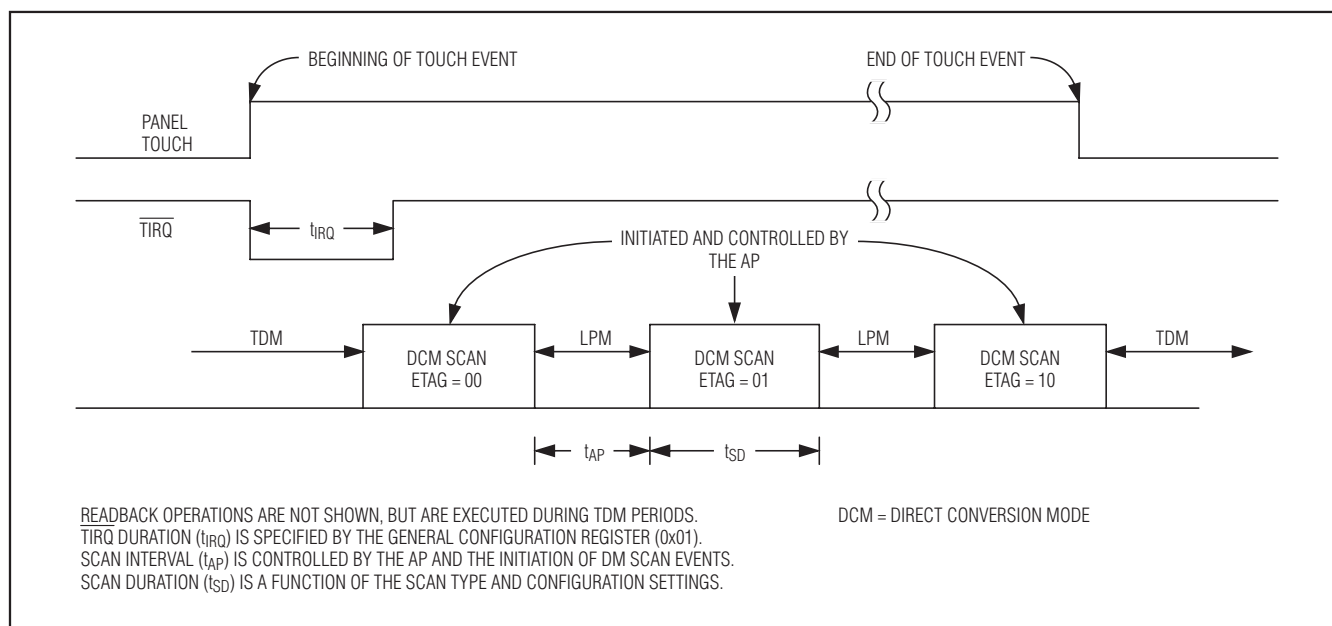 BEGINNING OF TOUCH EVENT
END OF TOUCH EVENT
PANEL
TOUCH
TIRQ
tIRQ
INITIATED AND CONTROLLED BY
THE AP
TDM
DCM SCAN
ETAG = 00
LPM
DCM SCAN
ETAG = 01
LPM
DCM SCAN
ETAG = 10
TDM
tAP
tSD
READBACK OPERATIONS ARE NOT SHOWN, BUT ARE EXECUTED DURING TDM PERIODS.
DCM = DIRECT CONVERSION MODE
TIRQ DURATION (tIRQ) IS SPECIFIED BY THE GENERAL CONFIGURATION REGISTER (0x01).
SCAN INTERVAL (tAP) IS CONTROLLED BY THE AP AND THE INITIATION OF DM SCAN EVENTS.
SCAN DURATION (tSD) IS A FUNCTION OF THE SCAN TYPE AND CONFIGURATION SETTINGS.